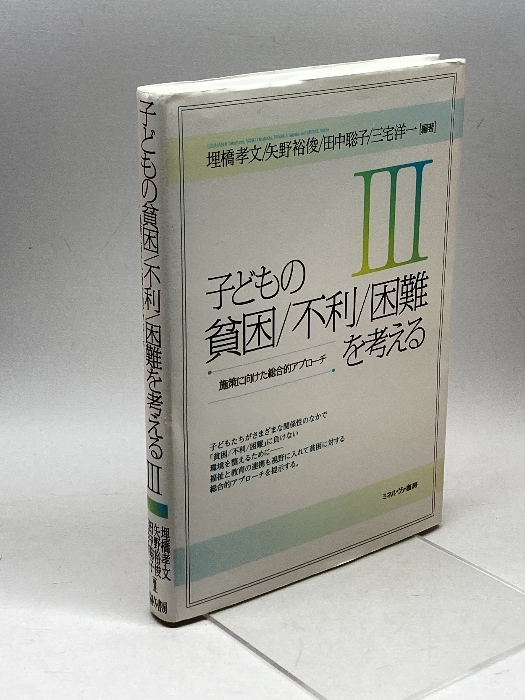 埋橋孝文/矢野裕俊/田中聡子/三宅洋一[編著]
III
子どもの
貧困/不利/困難
を考える
施策に向けた総合的アプローチ
子どもたちがさまざまな関係性のなかで
「貧困/不利/困難」に負けない
環境を整えるために——
福祉と教育の連携も視野に入れて貧困に対する
総合的アプローチを提示する。
ミネルヴァ書房
子どもの貧困/不利/困難を考えるIII
埋橋孝文
矢野裕俊
田中聡子